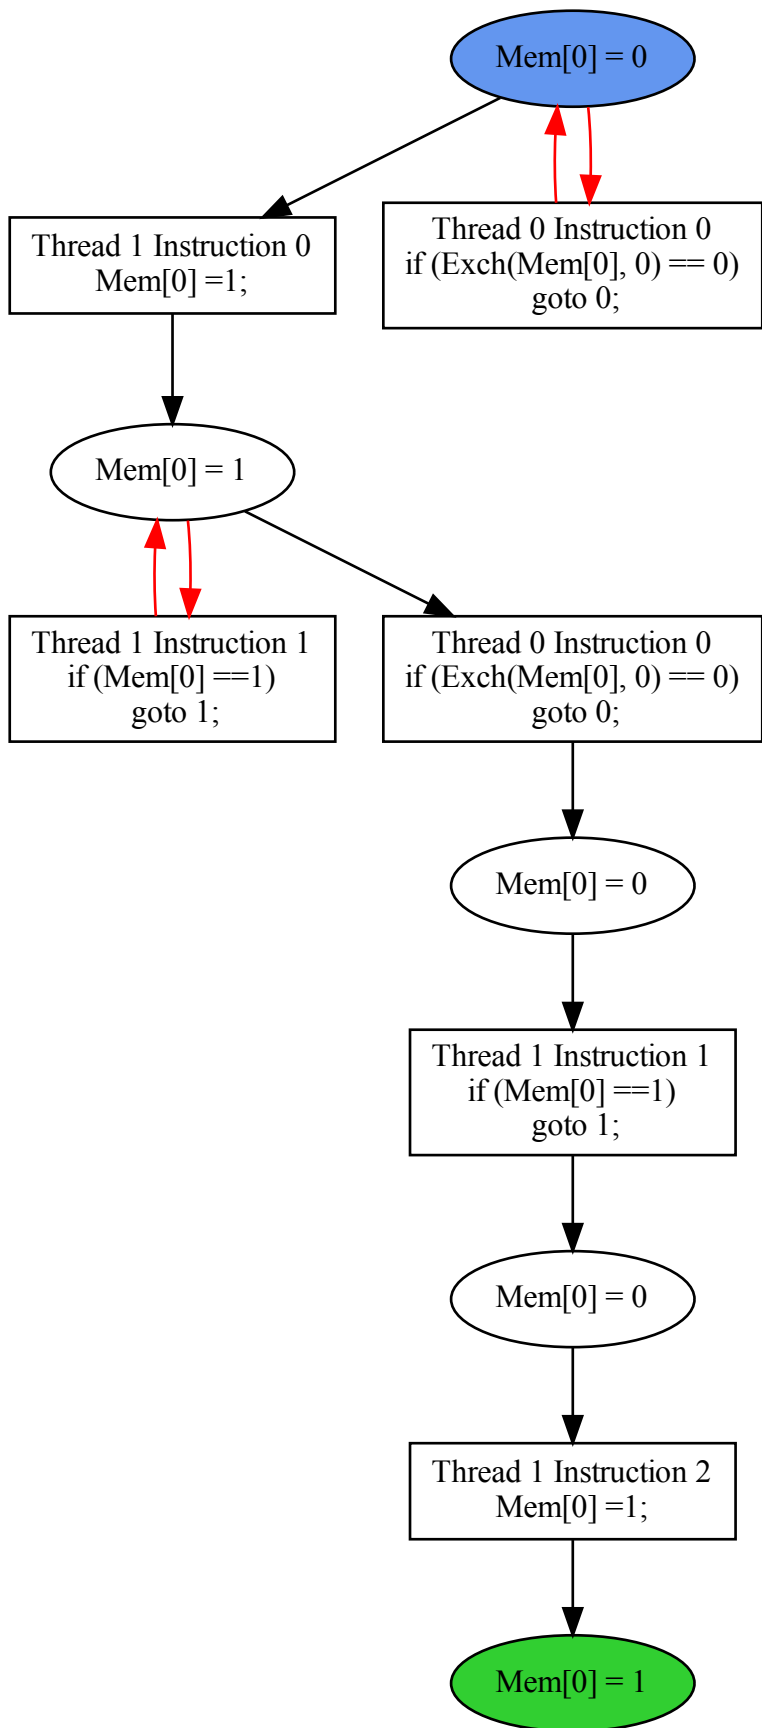 Mem[0] = 0
Thread 1 Instruction 0
Mem[0] =1;
Thread 0 Instruction 0
if (Exch(Mem[0], 0) == 0)
goto 0;
Mem[0] = 1
Thread 1 Instruction 1
if (Mem[0] ==1)
goto 1;
Thread 0 Instruction 0
if (Exch(Mem[0], 0) == 0)
goto 0;
Mem[0] = 0
Thread 1 Instruction 1
if (Mem[0] ==1)
goto 1;
Mem[0] = 0
Thread 1 Instruction 2
Mem[0] =1;
Mem[0] = 1